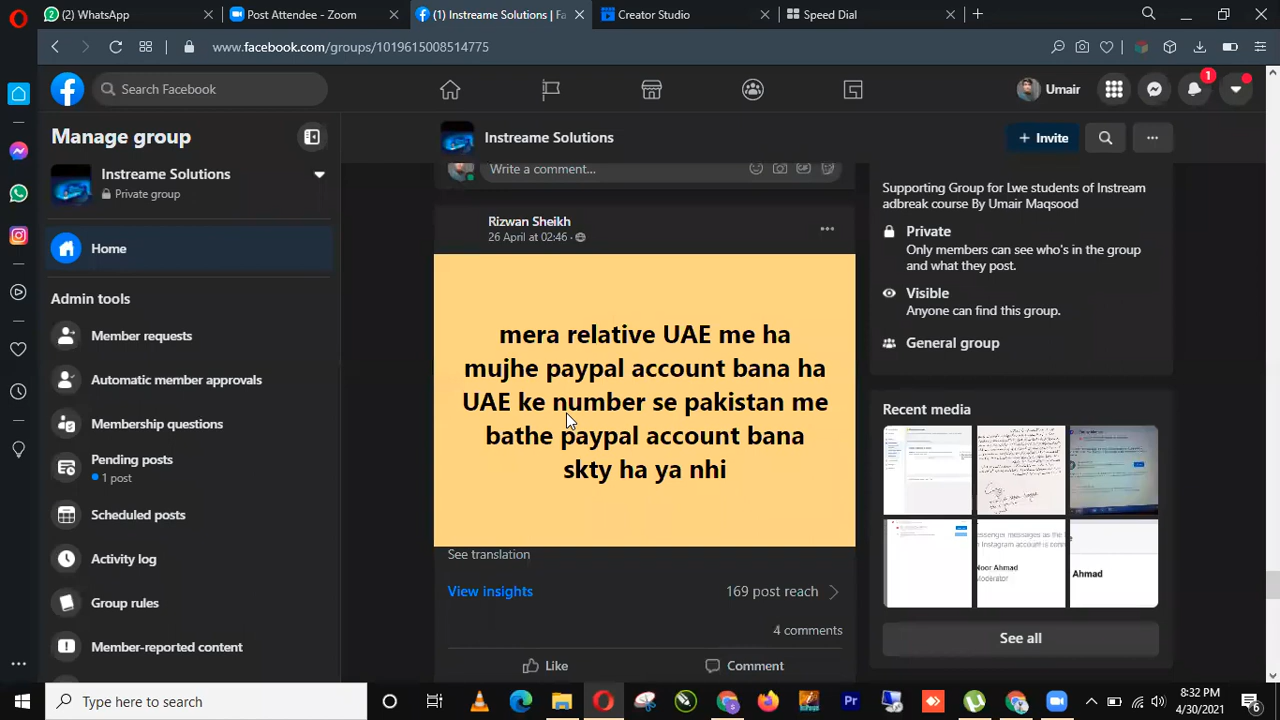 (2) WhatsApp
Post Attendee - Zoom
(1) Instreame Solutions | Fa
Creator Studio
Speed Dial
www.facebook.com/groups/1019615008514775
Search Facebook
Umair
1
Manage group
Instreame Solutions
Private group
Home
Admin tools
Member requests
Automatic member approvals
Membership questions
Pending posts
1 post
Scheduled posts
Activity log
Group rules
Member-reported content
Instreame Solutions
+ Invite
Write a comment...
Rizwan Sheikh
26 April at 02:46
mera relative UAE me ha
mujhe paypal account bana ha
UAE ke number se pakistan me
bathe paypal account bana
skty ha ya nhi
See translation
View insights
169 post reach
4 comments
Like
Comment
Supporting Group for Lwe students of Instream
adbreak course By Umair Maqsood
Private
Only members can see who's in the group
and what they post.
Visible
Anyone can find this group.
General group
Recent media
Noor Ahmad
Moderator
Ahmad
See all
Type here to search
Pr
8:32 PM
4/30/2021
6